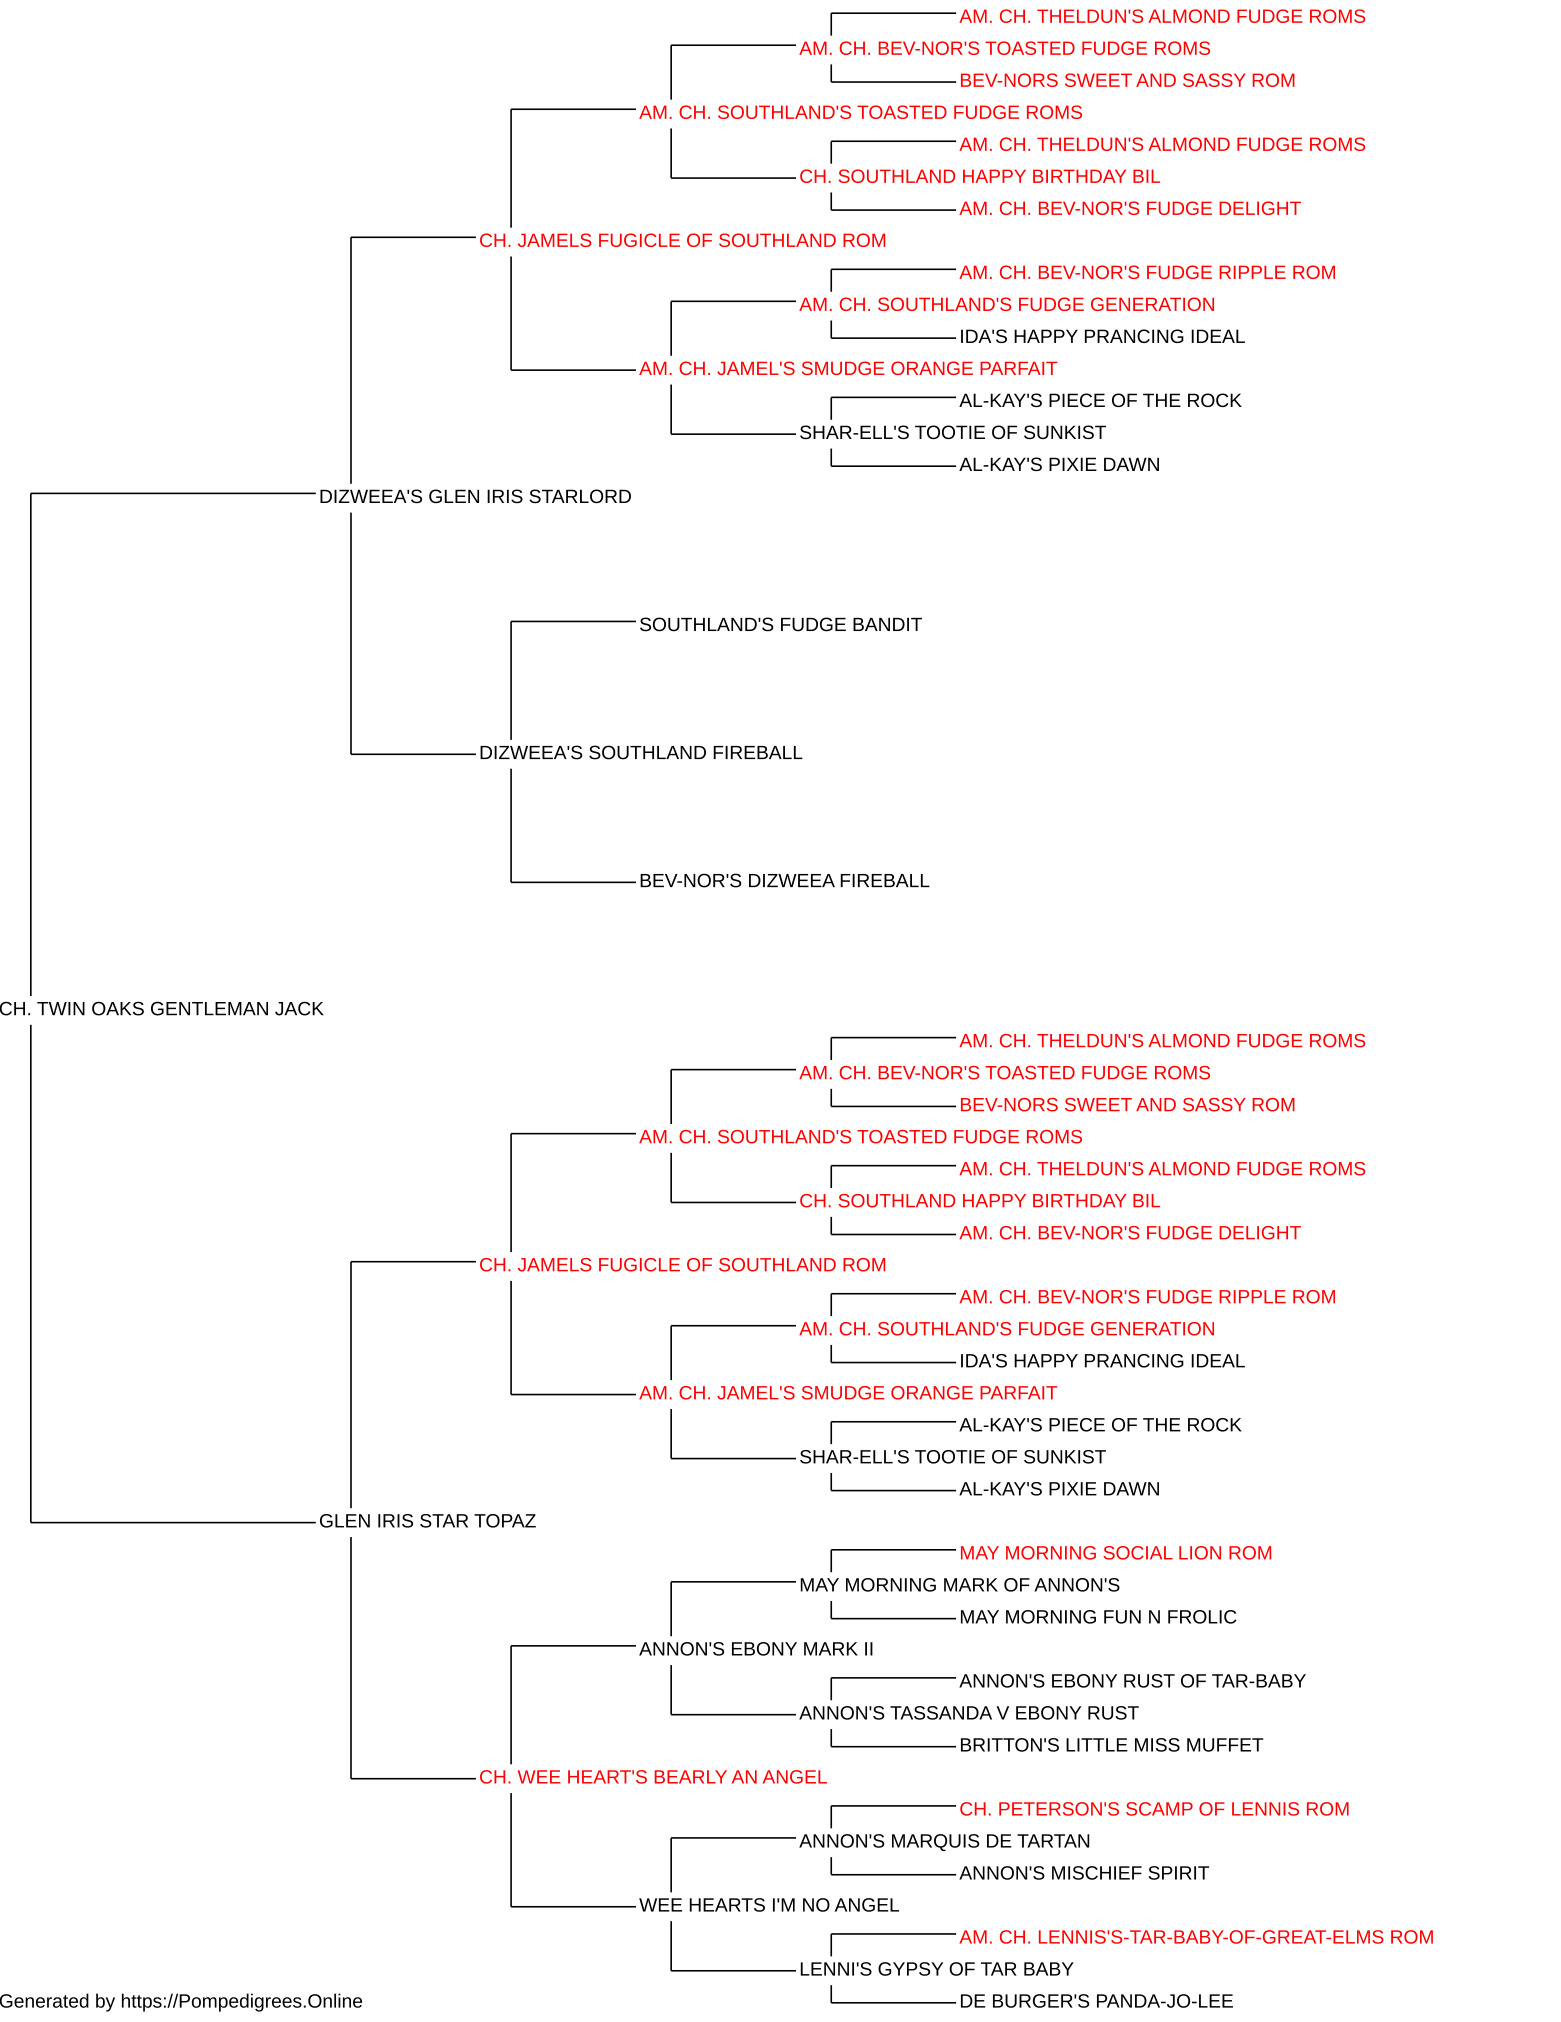 AM. CH. THELDUN'S ALMOND FUDGE ROMS
AM. CH. BEV-NOR'S TOASTED FUDGE ROMS
BEV-NORS SWEET AND SASSY ROM
AM. CH. SOUTHLAND'S TOASTED FUDGE ROMS
AM. CH. THELDUN'S ALMOND FUDGE ROMS
CH. SOUTHLAND HAPPY BIRTHDAY BIL
AM. CH. BEV-NOR'S FUDGE DELIGHT
CH. JAMELS FUGICLE OF SOUTHLAND ROM
AM. CH. BEV-NOR'S FUDGE RIPPLE ROM
AM. CH. SOUTHLAND'S FUDGE GENERATION
IDA'S HAPPY PRANCING IDEAL
AM. CH. JAMEL'S SMUDGE ORANGE PARFAIT
AL-KAY'S PIECE OF THE ROCK
SHAR-ELL'S TOOTIE OF SUNKIST
AL-KAY'S PIXIE DAWN
DIZWEEA'S GLEN IRIS STARLORD
SOUTHLAND'S FUDGE BANDIT
DIZWEEA'S SOUTHLAND FIREBALL
BEV-NOR'S DIZWEEA FIREBALL
CH. TWIN OAKS GENTLEMAN JACK
AM. CH. THELDUN'S ALMOND FUDGE ROMS
AM. CH. BEV-NOR'S TOASTED FUDGE ROMS
BEV-NORS SWEET AND SASSY ROM
AM. CH. SOUTHLAND'S TOASTED FUDGE ROMS
AM. CH. THELDUN'S ALMOND FUDGE ROMS
CH. SOUTHLAND HAPPY BIRTHDAY BIL
AM. CH. BEV-NOR'S FUDGE DELIGHT
CH. JAMELS FUGICLE OF SOUTHLAND ROM
AM. CH. BEV-NOR'S FUDGE RIPPLE ROM
AM. CH. SOUTHLAND'S FUDGE GENERATION
IDA'S HAPPY PRANCING IDEAL
AM. CH. JAMEL'S SMUDGE ORANGE PARFAIT
AL-KAY'S PIECE OF THE ROCK
SHAR-ELL'S TOOTIE OF SUNKIST
AL-KAY'S PIXIE DAWN
GLEN IRIS STAR TOPAZ
MAY MORNING SOCIAL LION ROM
MAY MORNING MARK OF ANNON'S
MAY MORNING FUN N FROLIC
ANNON'S EBONY MARK II
ANNON'S EBONY RUST OF TAR-BABY
ANNON'S TASSANDA V EBONY RUST
BRITTON'S LITTLE MISS MUFFET
CH. WEE HEART'S BEARLY AN ANGEL
CH. PETERSON'S SCAMP OF LENNIS ROM
ANNON'S MARQUIS DE TARTAN
ANNON'S MISCHIEF SPIRIT
WEE HEARTS I'M NO ANGEL
AM. CH. LENNIS'S-TAR-BABY-OF-GREAT-ELMS ROM
LENNI'S GYPSY OF TAR BABY
DE BURGER'S PANDA-JO-LEE
Generated by https://Pompedigrees.Online